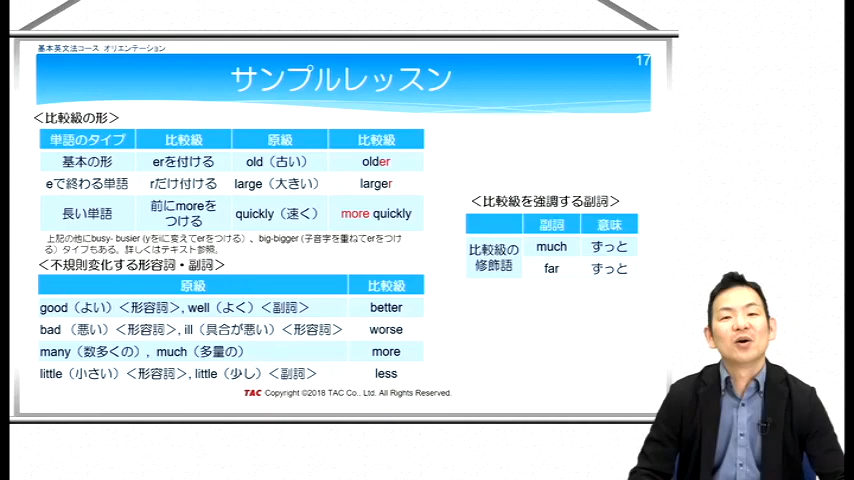 基本英文法コース オリエンテーション
17
サンプルレッスン
＜比較級の形＞
単語のタイプ 比較級 原級 比較級
基本の形 erを付ける old（古い） older
eで終わる単語 rだけ付ける large（大きい） larger
長い単語 前にmoreを
つける quickly（速く） more quickly
上記の他にbusy- busier (yをiに変えてerをつける）、big-bigger (子音字を重ねてerをつけ
る）タイプもある。詳しくはテキスト参照。
＜不規則変化する形容詞・副詞＞
原級 比較級
good（よい）＜形容詞＞, well（よく）＜副詞＞ better
bad （悪い）＜形容詞＞, ill（具合が悪い）＜形容詞＞ worse
many（数多くの）, much（多量の） more
little（小さい）＜形容詞＞, little（少し）＜副詞＞ less
＜比較級を強調する副詞＞
副詞 意味
比較級の
修飾語
much ずっと
far ずっと
TAC Copyright ©2018 TAC Co., Ltd. All Rights Reserved.